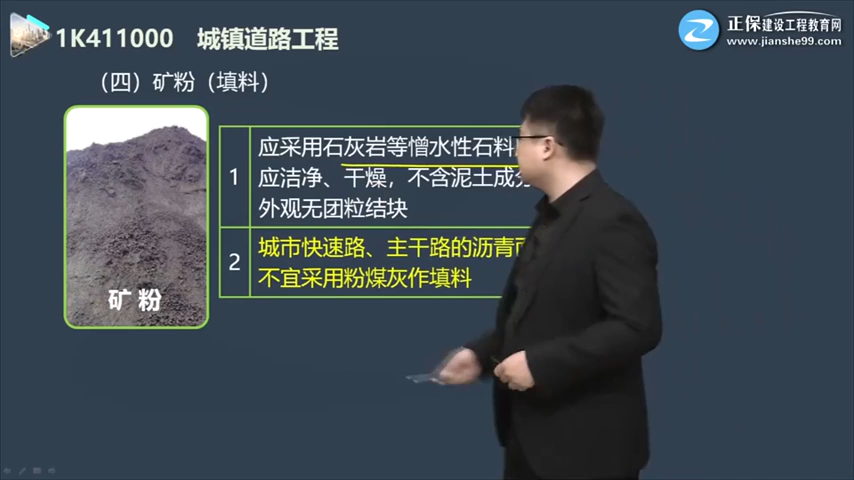 1K411000 城镇道路工程
正保建设工程教育网
www.jianshe99.com
（四）矿粉（填料）
1
应采用石灰岩等憎水性石料
应洁净、干燥，不含泥土成
外观无团粒结块
2
城市快速路、主干路的沥青
不宜采用粉煤灰作填料
矿粉